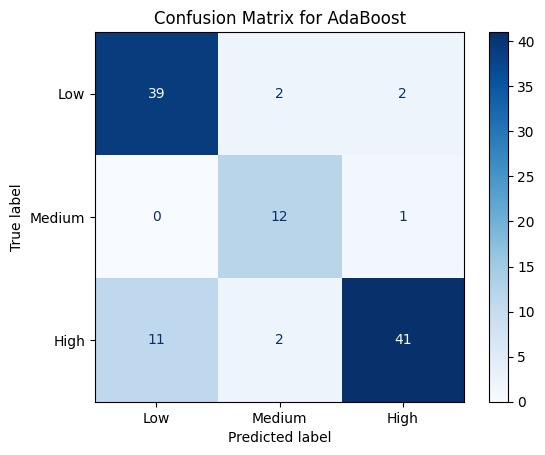 Confusion Matrix for AdaBoost
Low 39 2 2
Medium 0 12 1
High 11 2 41
Low Medium High
Predicted label
True label
40
35
30
25
20
15
10
5
0